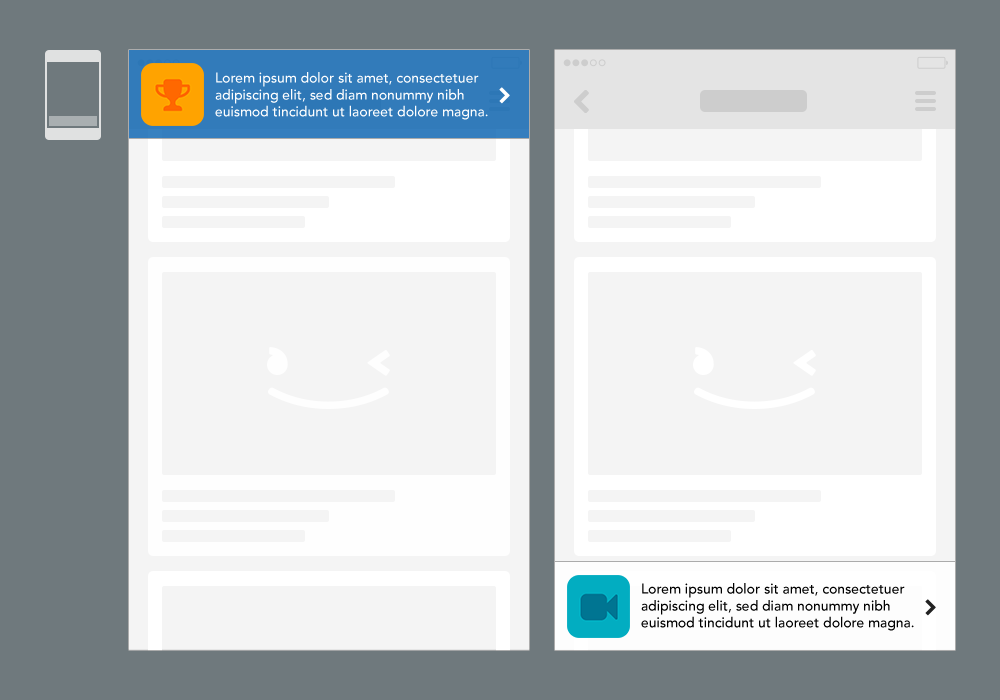 Lorem ipsum dolor sit amet, consectetuer
adipiscing elit, sed diam nonummy nibh
euismod tincidunt ut laoreet dolore magna.
Lorem ipsum dolor sit amet, consectetuer
adipiscing elit, sed diam nonummy nibh
euismod tincidunt ut laoreet dolore magna.